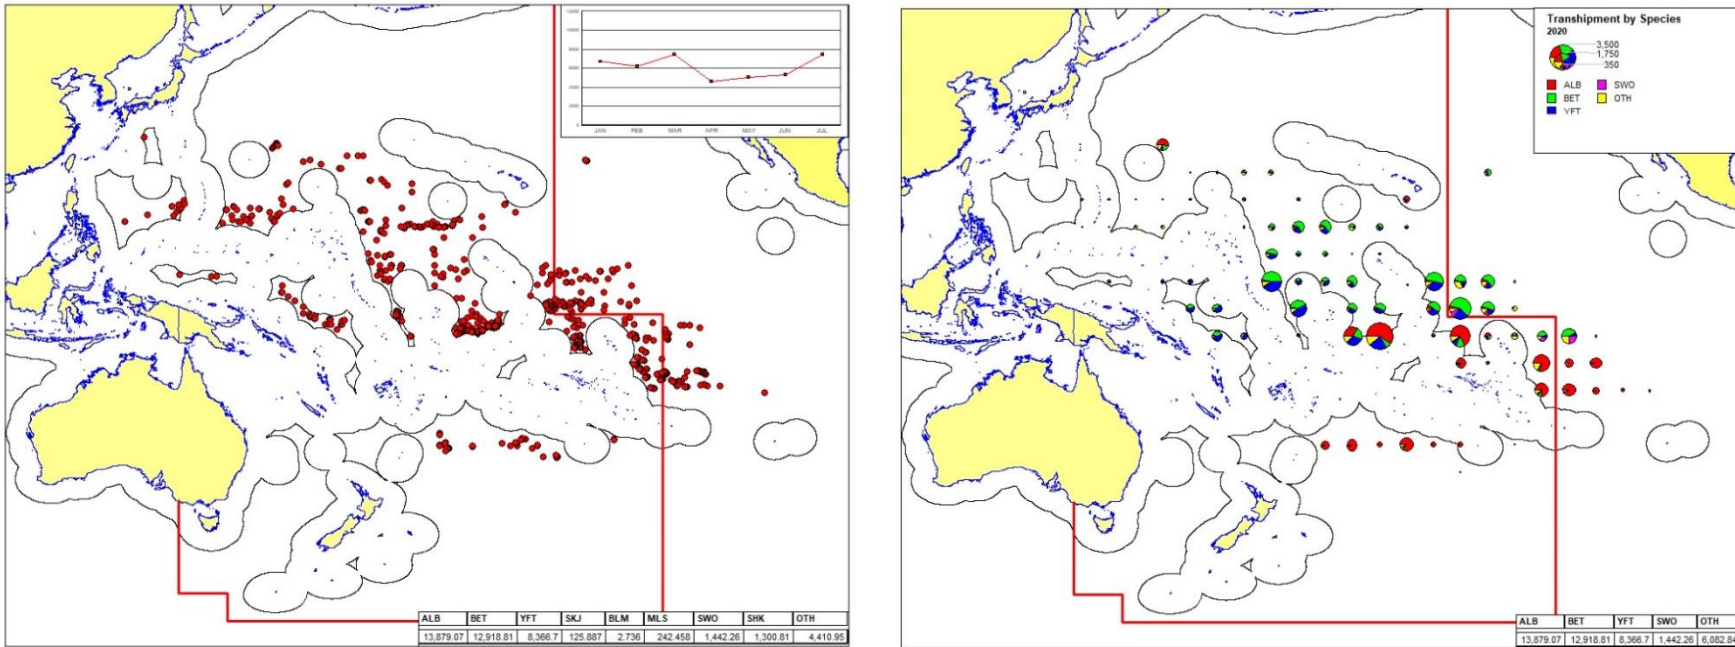 JAN FEB MAR APR MAY JUN JUL
ALB BET YFT SKJ BLM MLS SWO SHK OTH
13,879.07 12,918.81 8,366.7 125.887 2.736 242.458 1,442.26 1,300.81 4,410.95
Transhipment by Species
2020
3,500
1,750
350
ALB SWO
BET OTH
YFT
ALB BET YFT SWO OTH
13,879.07 12,918.81 8,366.7 1,442.26 6,082.84